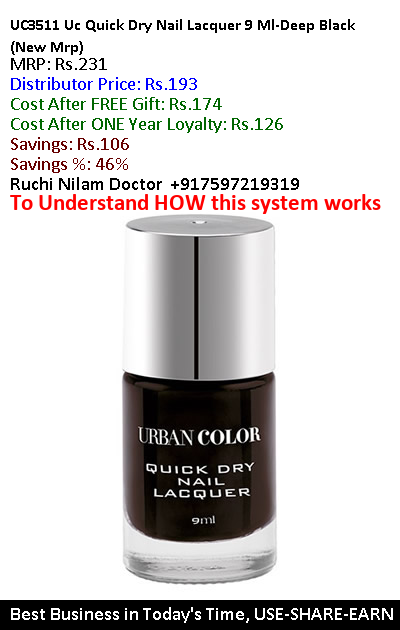 UC3511 Uc Quick Dry Nail Lacquer 9 Ml-Deep Black
(New Mrp)
MRP: Rs.231
Distributor Price: Rs.193
Cost After FREE Gift: Rs.174
Cost After ONE Year Loyalty: Rs.126
Savings: Rs.106
Savings %: 46%
Ruchi Nilam Doctor +917597219319
To Understand HOW this system works
URBAN COLOR
QUICK DRY
NAIL
LACQUER
9ml
Best Business in Today's Time, USE-SHARE-EARN